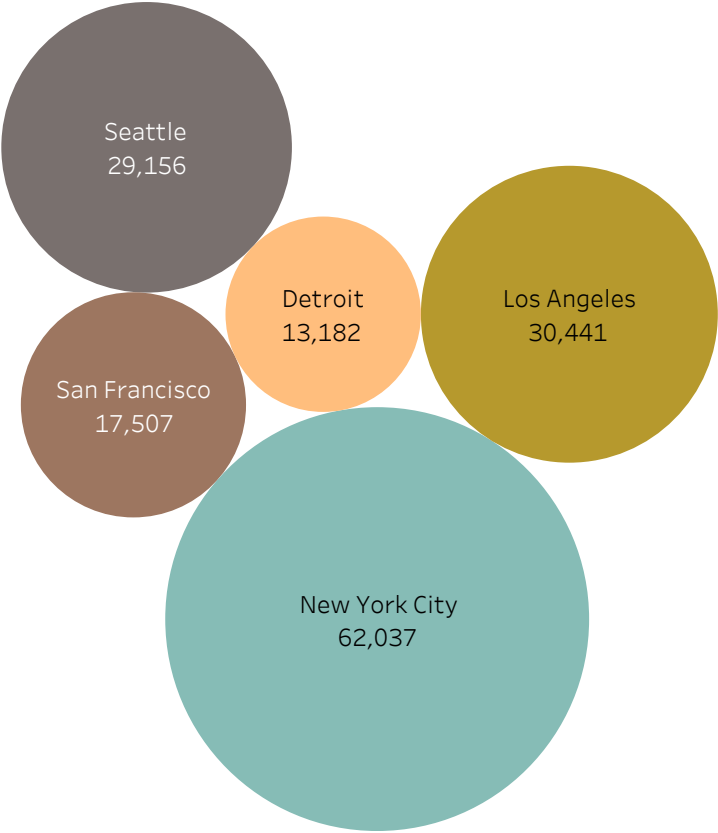 Seattle
29,156
Detroit
13,182
Los Angeles
30,441
San Francisco
17,507
New York City
62,037